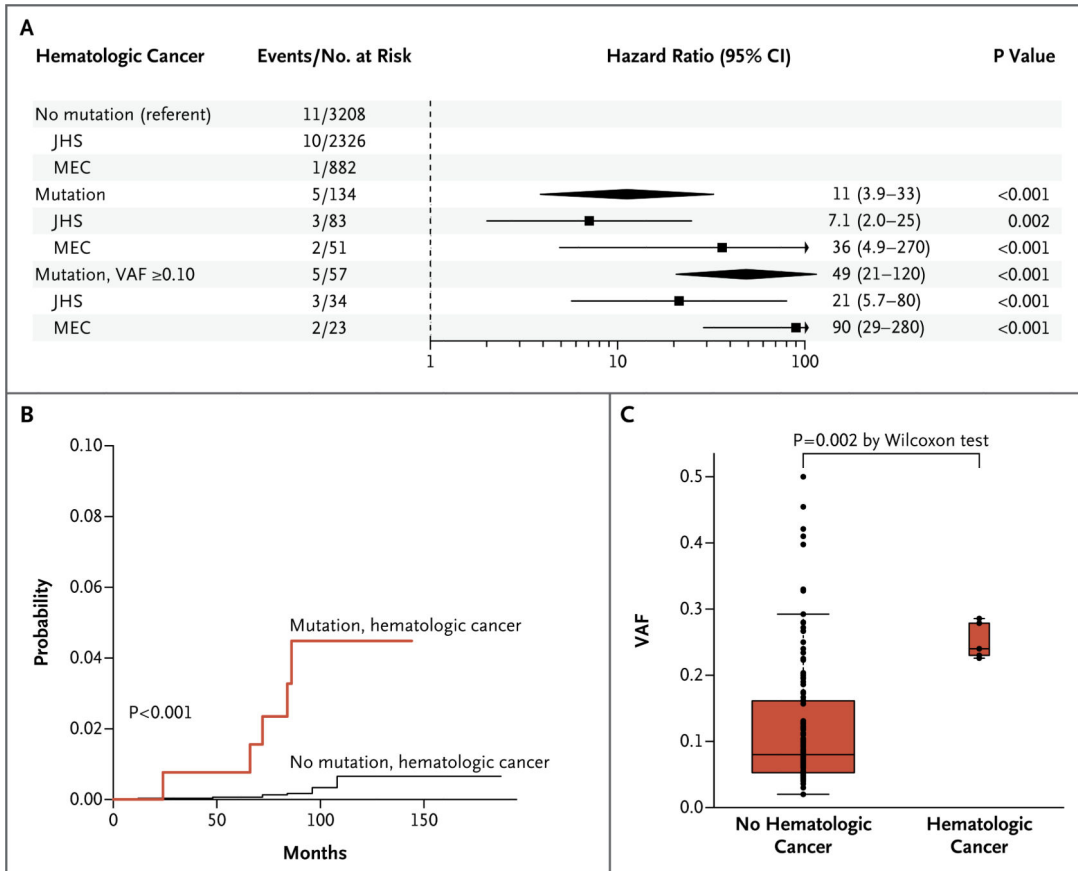 A
Hematologic Cancer Events/No. at Risk Hazard Ratio (95% CI) P Value
No mutation (referent) 11/3208
JHS 10/2326
MEC 1/882
Mutation 5/134 11 (3.9–33) <0.001
JHS 3/83 7.1 (2.0–25) 0.002
MEC 2/51 36 (4.9–270) <0.001
Mutation, VAF ≥0.10 5/57 49 (21–120) <0.001
JHS 3/34 21 (5.7–80) <0.001
MEC 2/23 90 (29–280) <0.001
1 10 100
B
0.10
0.08
0.06
0.04
0.02
0.00
Probability
Mutation, hematologic cancer
P<0.001
No mutation, hematologic cancer
0 50 100 150
Months
C
P=0.002 by Wilcoxon test
0.5
0.4
0.3
0.2
0.1
0.0
VAF
No Hematologic
Cancer
Hematologic
Cancer